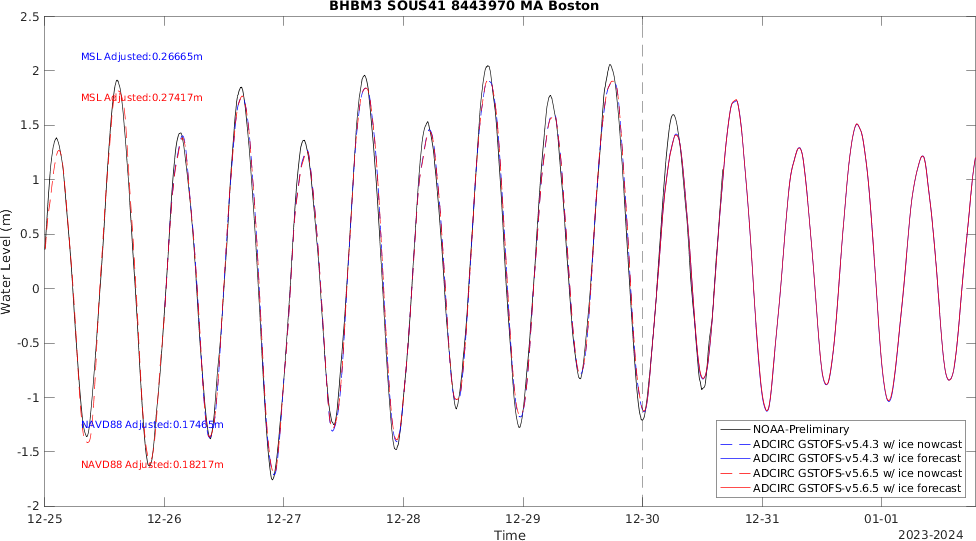 BHBM3 SOUS41 8443970 MA Boston
2.5
2
1.5
1
0.5
0
-0.5
-1
-1.5
-2
Water Level (m)
MSL Adjusted:0.26665m
MSL Adjusted:0.27417m
NAVD88 Adjusted:0.17465m
NAVD88 Adjusted:0.18217m
NOAA-Preliminary
ADCIRC GSTOFS-v5.4.3 w/ ice nowcast
ADCIRC GSTOFS-v5.4.3 w/ ice forecast
ADCIRC GSTOFS-v5.6.5 w/ ice nowcast
ADCIRC GSTOFS-v5.6.5 w/ ice forecast
12-25 12-26 12-27 12-28 12-29 12-30 12-31 01-01
Time
2023-2024